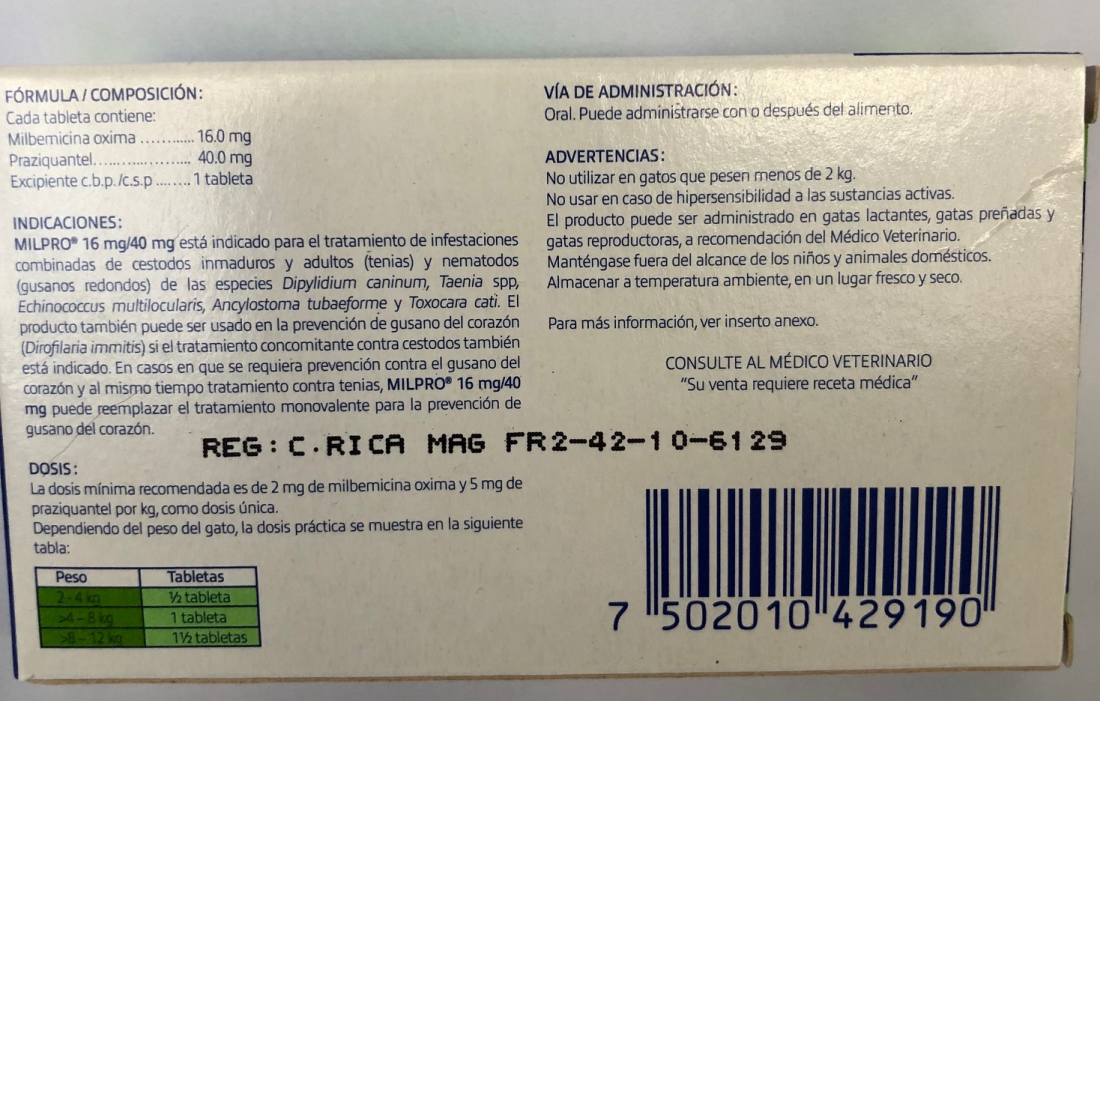 FÓRMULA / COMPOSICIÓN:
Cada tableta contiene:
Milbemicina oxima ........... 16.0 mg
Praziquantel..................... 40.0 mg
Excipiente c.b.p./c.s.p ........ 1 tableta
INDICACIONES:
MILPRO® 16 mg/40 mg está indicado para el tratamiento de infestaciones
combinadas de cestodos inmaduros y adultos (tenias) y nematodos
(gusanos redondos) de las especies Dipylidium caninum, Taenia spp,
Echinococcus multilocularis, Ancylostoma tubaeforme y Toxocara cati. El
producto también puede ser usado en la prevención de gusano del corazón
(Dirofilaria immitis) si el tratamiento concomitante contra cestodos también
está indicado. En casos en que se requiera prevención contra el gusano del
corazón y al mismo tiempo tratamiento contra tenias, MILPRO® 16 mg/40
mg puede reemplazar el tratamiento monovalente para la prevención de
gusano del corazón.
DOSIS:
La dosis mínima recomendada es de 2 mg de milbemicina oxima y 5 mg de
praziquantel por kg, como dosis única.
Dependiendo del peso del gato, la dosis práctica se muestra en la siguiente
tabla:
Peso Tabletas
2 - 4 kg ½ tableta
>4 – 8 kg 1 tableta
>8 – 12 kg 1½ tabletas
VÍA DE ADMINISTRACIÓN:
Oral. Puede administrarse con o después del alimento.
ADVERTENCIAS:
No utilizar en gatos que pesen menos de 2 kg.
No usar en caso de hipersensibilidad a las sustancias activas.
El producto puede ser administrado en gatas lactantes, gatas preñadas y
gatas reproductoras, a recomendación del Médico Veterinario.
Manténgase fuera del alcance de los niños y animales domésticos.
Almacenar a temperatura ambiente, en un lugar fresco y seco.
Para más información, ver inserto anexo.
CONSULTE AL MÉDICO VETERINARIO
"Su venta requiere receta médica"
REG: C.RICA MAG FR2-42-10-6129
7 502010 429190